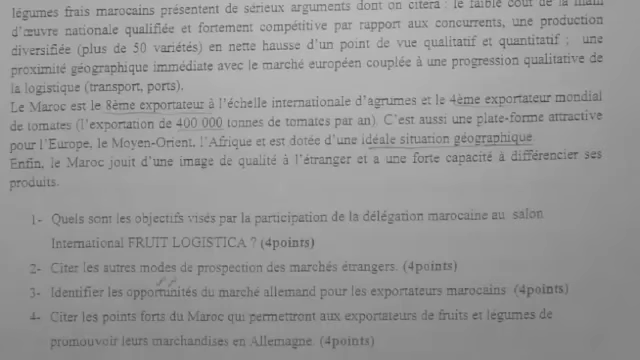 légumes frais marocains présentent de sérieux arguments dont on citera : le faible coût de la main
d'œuvre nationale qualifiée et fortement compétitive par rapport aux concurrents, une production
diversifiée (plus de 50 variétés) en nette hausse d'un point de vue qualitatif et quantitatif ; une
proximité géographique immédiate avec le marché européen couplée à une progression qualitative de
la logistique (transport, ports).
Le Maroc est le 8ème exportateur à l'échelle internationale d'agrumes et le 4ème exportateur mondial
de tomates (l'exportation de 400 000 tonnes de tomates par an). C'est aussi une plate-forme attractive
pour l'Europe, le Moyen-Orient, l'Afrique et est dotée d'une idéale situation géographique.
Enfin, le Maroc jouit d'une image de qualité à l'étranger et a une forte capacité à différencier ses
produits.
1- Quels sont les objectifs visés par la participation de la délégation marocaine au salon
International FRUIT LOGISTICA ? (4points)
2- Citer les autres modes de prospection des marchés étrangers. (4points)
3- Identifier les opportunités du marché allemand pour les exportateurs marocains (4points)
4- Citer les points forts du Maroc qui permettront aux exportateurs de fruits et légumes de
promouvoir leurs marchandises en Allemagne. (4points)